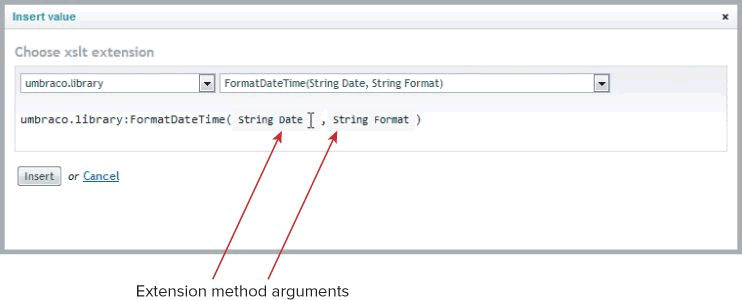 Insert value
Choose xslt extension
umbraco.library FormatDateTime(String Date, String Format)
umbraco.library:FormatDateTime( String Date , String Format )
Insert or Cancel
Extension method arguments